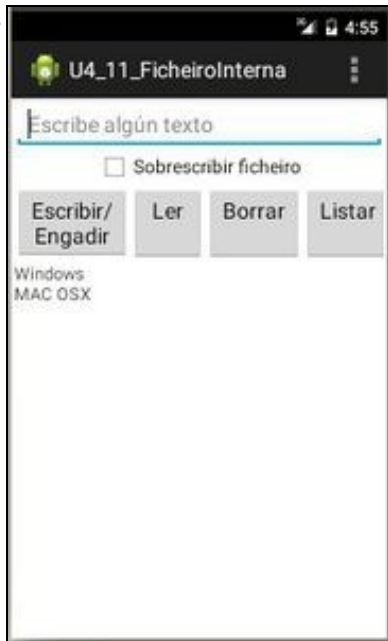 4:55
U4_11_FicheiroInterna
Escribe algún texto
Sobrescribir ficheiro
Escribir/
Engadir
Ler
Borrar
Listar
Windows
MAC OSX